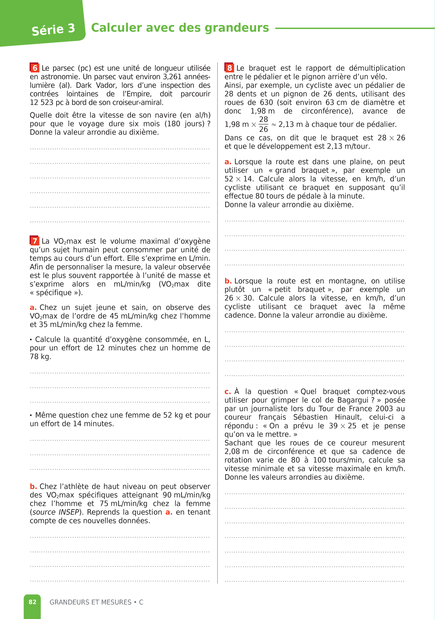 Série 3
Calculer avec des grandeurs
6 Le parsec (pc) est une unité de longueur utilisée
en astronomie. Un parsec vaut environ 3,261 années-
lumière (al). Dark Vador, lors d'une inspection des
contrées lointaines de l'Empire, doit parcourir
12 523 pc à bord de son croiseur-amiral.
Quelle doit être la vitesse de son navire (en al/h)
pour que le voyage dure six mois (180 jours) ?
Donne la valeur arrondie au dixième.
7 La VO₂max est le volume maximal d'oxygène
qu'un sujet humain peut consommer par unité de
temps au cours d'un effort. Elle s'exprime en L/min.
Afin de personnaliser la mesure, la valeur observée
est le plus souvent rapportée à l'unité de masse et
s'exprime alors en mL/min/kg (VO₂max dite
« spécifique »).
a. Chez un sujet jeune et sain, on observe des
VO₂max de l'ordre de 45 mL/min/kg chez l'homme
et 35 mL/min/kg chez la femme.
• Calcule la quantité d'oxygène consommée, en L,
pour un effort de 12 minutes chez un homme de
78 kg.
• Même question chez une femme de 52 kg et pour
un effort de 14 minutes.
b. Chez l'athlète de haut niveau on peut observer
des VO₂max spécifiques atteignant 90 mL/min/kg
chez l'homme et 75 mL/min/kg chez la femme
(source INSEP). Reprends la question a. en tenant
compte de ces nouvelles données.
8 Le braquet est le rapport de démultiplication
entre le pédalier et le pignon arrière d'un vélo.
Ainsi, par exemple, un cycliste avec un pédalier de
28 dents et un pignon de 26 dents, utilisant des
roues de 630 (soit environ 63 cm de diamètre et
donc 1,98 m de circonférence), avance de
1,98 m × 28/26 ≈ 2,13 m à chaque tour de pédalier.
Dans ce cas, on dit que le braquet est 28 × 26
et que le développement est 2,13 m/tour.
a. Lorsque la route est dans une plaine, on peut
utiliser un « grand braquet », par exemple un
52 × 14. Calcule alors la vitesse, en km/h, d'un
cycliste utilisant ce braquet en supposant qu'il
effectue 80 tours de pédale à la minute.
Donne la valeur arrondie au dixième.
b. Lorsque la route est en montagne, on utilise
plutôt un « petit braquet », par exemple un
26 × 30. Calcule alors la vitesse, en km/h, d'un
cycliste utilisant ce braquet avec la même
cadence. Donne la valeur arrondie au dixième.
c. À la question « Quel braquet comptez-vous
utiliser pour grimper le col de Bagargui ? » posée
par un journaliste lors du Tour de France 2003 au
coureur français Sébastien Hinault, celui-ci a
répondu : « On a prévu le 39 × 25 et je pense
qu'on va le mettre. »
Sachant que les roues de ce coureur mesurent
2,08 m de circonférence et que sa cadence de
rotation varie de 80 à 100 tours/min, calcule sa
vitesse minimale et sa vitesse maximale en km/h.
Donne les valeurs arrondies au dixième.
82 GRANDEURS ET MESURES • C